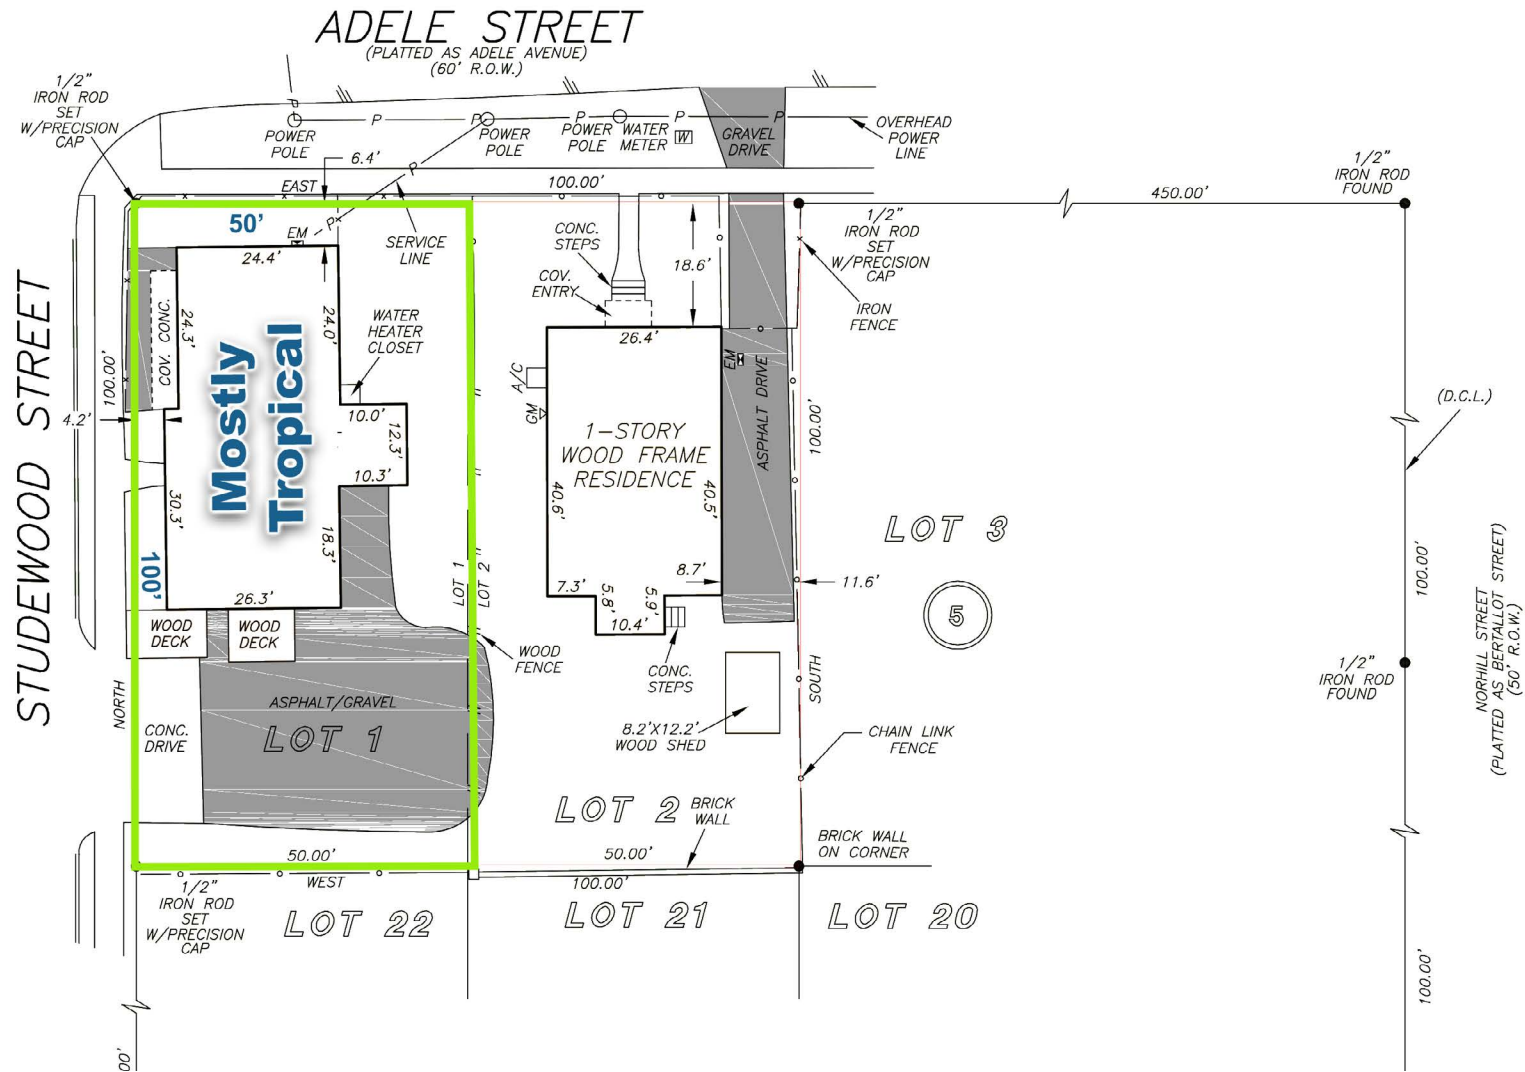 ADELE STREET
(PLATTED AS ADELE AVENUE)
(60' R.O.W.)
1/2"
IRON ROD
SET
W/PRECISION
CAP
P
POWER
POLE
P
P
POWER
POLE
P
POWER
POLE
WATER
METER
W
GRAVEL
DRIVE
P
OVERHEAD
POWER
LINE
6.4'
P
EAST
100.00'
1/2"
IRON ROD
FOUND
450.00'
50'
EM
P
SERVICE
LINE
24.4'
CONC.
STEPS
COV.
ENTRY
18.6'
1/2"
IRON ROD
SET
W/PRECISION
CAP
IRON
FENCE
STUDEWOOD STREET
100.00'
COV. CONC.
24.3'
Mostly
Tropical
24.0'
WATER
HEATER
CLOSET
26.4'
A/C
GM
EM
ASPHALT DRIVE
4.2'
10.0'
12.3'
10.3'
1-STORY
WOOD FRAME
RESIDENCE
100.00'
(D.C.L.)
30.3'
18.3'
40.6'
40.5'
LOT 3
100'
26.3'
LOT 1
LOT 2
7.3'
5.8'
10.4'
5.9'
8.7'
11.6'
5
100.00'
NORHILL STREET
(PLATTED AS BERTALLOT STREET)
(50' R.O.W.)
WOOD
DECK
WOOD
DECK
WOOD
FENCE
CONC.
STEPS
SOUTH
1/2"
IRON ROD
FOUND
NORTH
CONC.
DRIVE
ASPHALT/GRAVEL
LOT 1
8.2'X12.2'
WOOD SHED
CHAIN LINK
FENCE
LOT 2
BRICK
WALL
BRICK WALL
ON CORNER
50.00'
50.00'
WEST
100.00'
1/2"
IRON ROD
SET
W/PRECISION
CAP
LOT 22
LOT 21
LOT 20
100.00'
00'